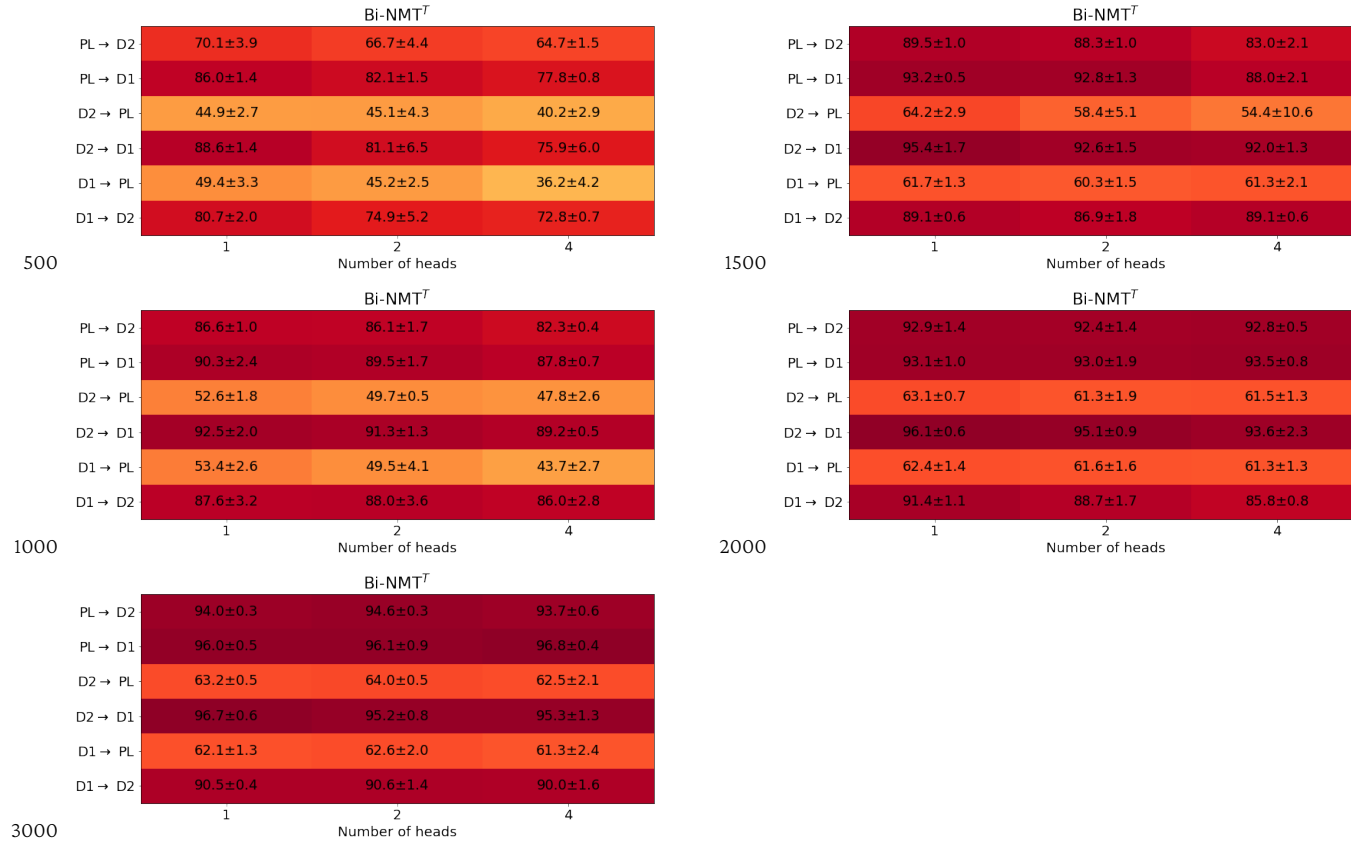 Bi-NMT^T
PL → D2 70.1±3.9 66.7±4.4 64.7±1.5
PL → D1 86.0±1.4 82.1±1.5 77.8±0.8
D2 → PL 44.9±2.7 45.1±4.3 40.2±2.9
D2 → D1 88.6±1.4 81.1±6.5 75.9±6.0
D1 → PL 49.4±3.3 45.2±2.5 36.2±4.2
D1 → D2 80.7±2.0 74.9±5.2 72.8±0.7
1 2 4
500 Number of heads
Bi-NMT^T
PL → D2 89.5±1.0 88.3±1.0 83.0±2.1
PL → D1 93.2±0.5 92.8±1.3 88.0±2.1
D2 → PL 64.2±2.9 58.4±5.1 54.4±10.6
D2 → D1 95.4±1.7 92.6±1.5 92.0±1.3
D1 → PL 61.7±1.3 60.3±1.5 61.3±2.1
D1 → D2 89.1±0.6 86.9±1.8 89.1±0.6
1 2 4
1500 Number of heads
Bi-NMT^T
PL → D2 86.6±1.0 86.1±1.7 82.3±0.4
PL → D1 90.3±2.4 89.5±1.7 87.8±0.7
D2 → PL 52.6±1.8 49.7±0.5 47.8±2.6
D2 → D1 92.5±2.0 91.3±1.3 89.2±0.5
D1 → PL 53.4±2.6 49.5±4.1 43.7±2.7
D1 → D2 87.6±3.2 88.0±3.6 86.0±2.8
1 2 4
1000 Number of heads
Bi-NMT^T
PL → D2 92.9±1.4 92.4±1.4 92.8±0.5
PL → D1 93.1±1.0 93.0±1.9 93.5±0.8
D2 → PL 63.1±0.7 61.3±1.9 61.5±1.3
D2 → D1 96.1±0.6 95.1±0.9 93.6±2.3
D1 → PL 62.4±1.4 61.6±1.6 61.3±1.3
D1 → D2 91.4±1.1 88.7±1.7 85.8±0.8
1 2 4
2000 Number of heads
Bi-NMT^T
PL → D2 94.0±0.3 94.6±0.3 93.7±0.6
PL → D1 96.0±0.5 96.1±0.9 96.8±0.4
D2 → PL 63.2±0.5 64.0±0.5 62.5±2.1
D2 → D1 96.7±0.6 95.2±0.8 95.3±1.3
D1 → PL 62.1±1.3 62.6±2.0 61.3±2.4
D1 → D2 90.5±0.4 90.6±1.4 90.0±1.6
1 2 4
3000 Number of heads